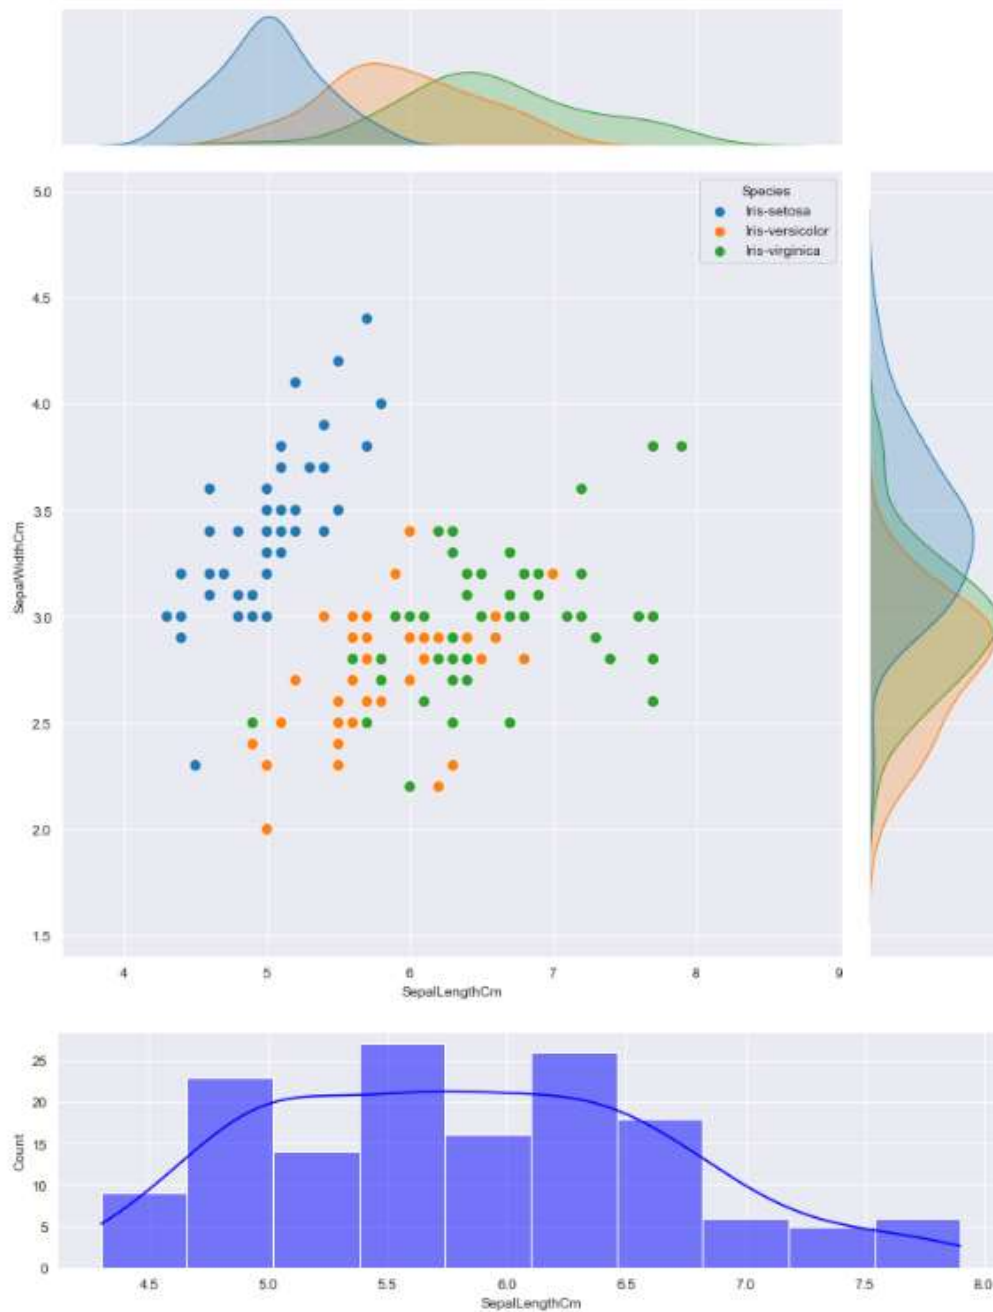 5.0
Species
Iris-setosa
Iris-versicolor
Iris-virginica
4.5
4.0
3.5
SepalWidthCm
3.0
2.5
2.0
1.5
4 5 6 7 8 9
SepalLengthCm
25
20
15
10
5
0
Count
4.5 5.0 5.5 6.0 6.5 7.0 7.5 8.0
SepalLengthCm